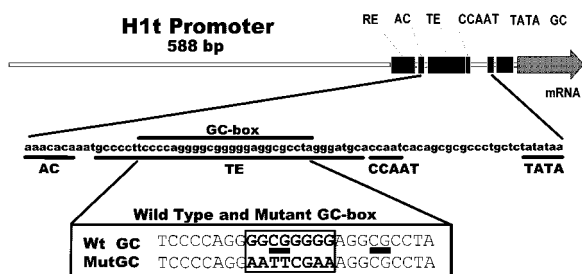 H1t Promoter
588 bp
RE AC TE CCAAT TATA GC
mRNA
GC-box
aaacacaaatgccccttccccaggggcgggggaggcgcctagggatgcaccaatcacagcgcgccctgctctatataa
AC TE CCAAT TATA
Wild Type and Mutant GC-box
Wt GC TCCCCAGGGGCGGGGGAGGCGCCTA
MutGC TCCCCAGGAATTCGAAAGGCGCCTA